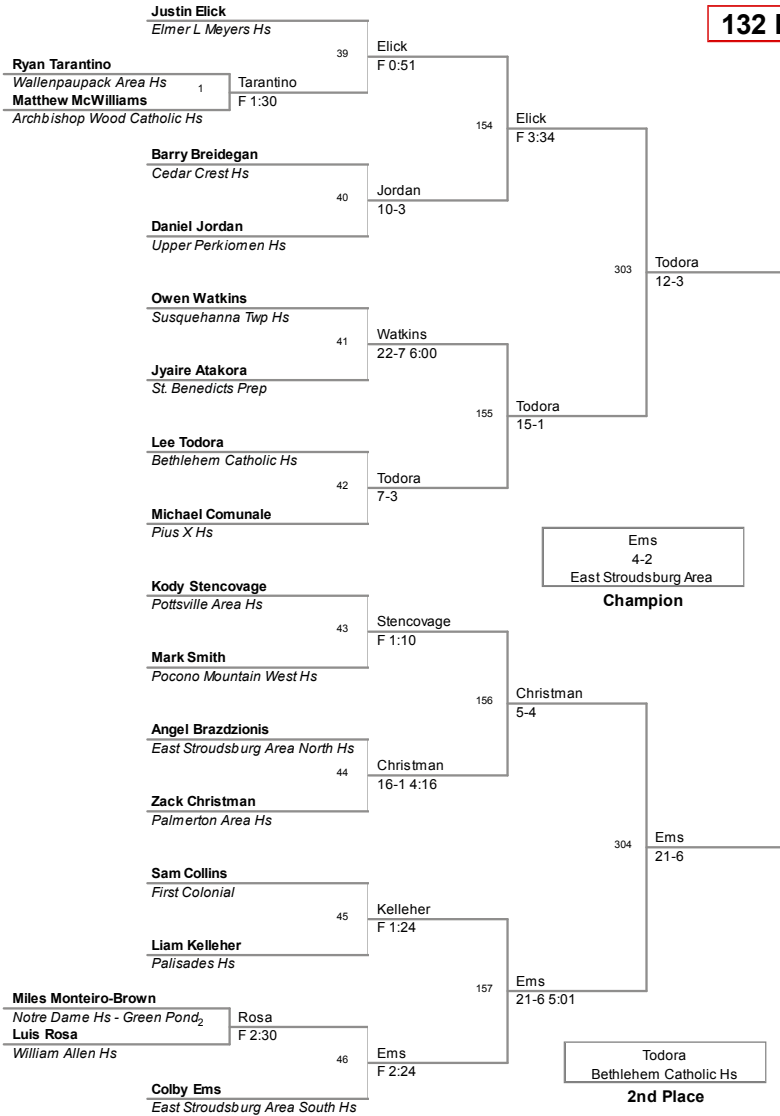 Justin Elick
Elmer L Meyers Hs
132
39
Elick
F 0:51
Ryan Tarantino
Wallenpaupack Area Hs
1
Tarantino
Matthew McWilliams
F 1:30
Archbishop Wood Catholic Hs
154
Elick
F 3:34
Barry Breidegan
Cedar Crest Hs
40
Jordan
10-3
Daniel Jordan
Upper Perkiomen Hs
303
Todora
12-3
Owen Watkins
Susquehanna Twp Hs
41
Watkins
22-7 6:00
Jyaire Atakora
St. Benedicts Prep
155
Todora
15-1
Lee Todora
Bethlehem Catholic Hs
42
Todora
7-3
Michael Comunale
Pius X Hs
Ems
4-2
East Stroudsburg Area
Champion
Kody Stencovage
Pottsville Area Hs
43
Stencovage
F 1:10
Mark Smith
Pocono Mountain West Hs
156
Christman
5-4
Angel Brazdzionis
East Stroudsburg Area North Hs
44
Christman
16-1 4:16
Zack Christman
Palmerton Area Hs
304
Ems
21-6
Sam Collins
First Colonial
45
Kelleher
F 1:24
Liam Kelleher
Palisades Hs
157
Ems
21-6 5:01
Miles Monteiro-Brown
Notre Dame Hs - Green Pond
2
Rosa
Luis Rosa
F 2:30
William Allen Hs
46
Ems
F 2:24
Colby Ems
East Stroudsburg Area South Hs
Todora
Bethlehem Catholic Hs
2nd Place